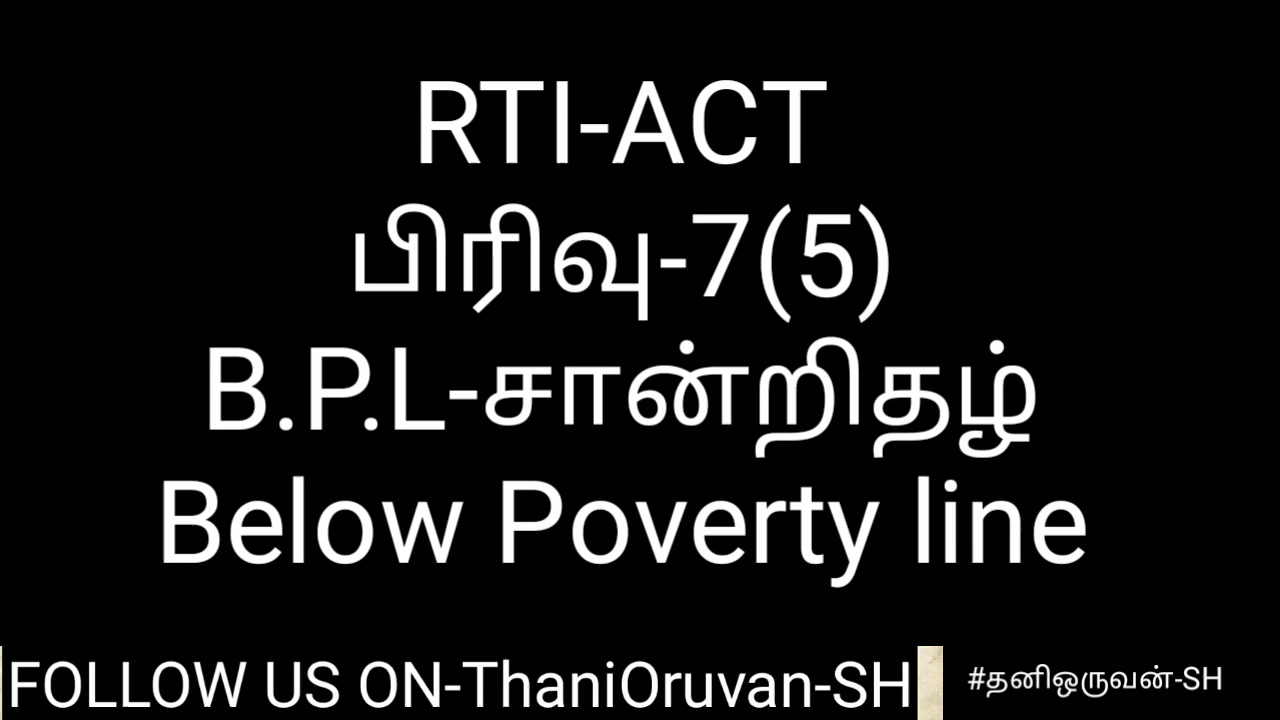 RTI-ACT
பிரிவு-7(5)
B.P.L-சான்றிதழ்
Below Poverty line
FOLLOW US ON-ThaniOruvan-SH
#தனிஒருவன்-SH